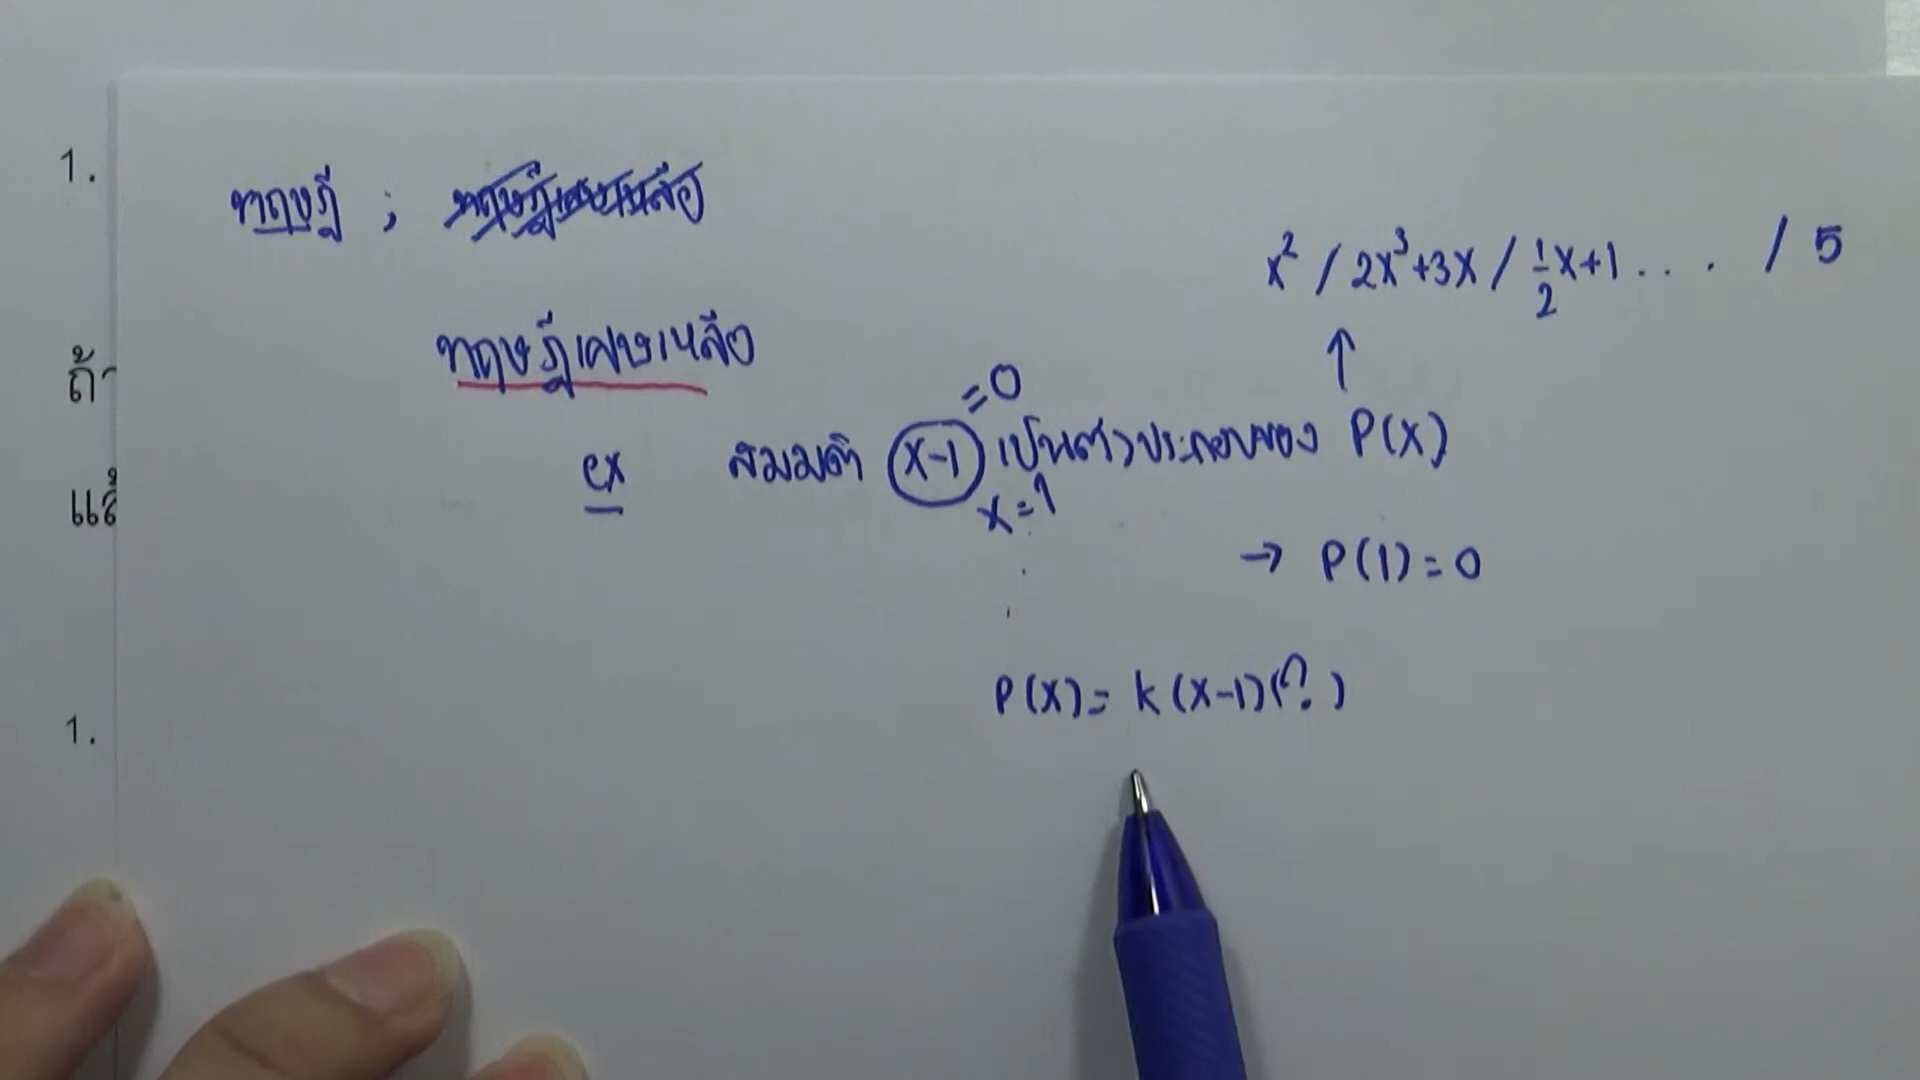 1.
ทฤษฎี ; ทฤษฎีเศษเหลือ
x² / 2x³+3x / ½x+1 . . . . / 5
ทฤษฎีเศษเหลือ
↑
ถ้า
=0
ex สมมติ x-1 เป็นตัวประกอบของ P(x)
x=1
→ P(1)=0
P(x)= k(x-1)(?)
1.